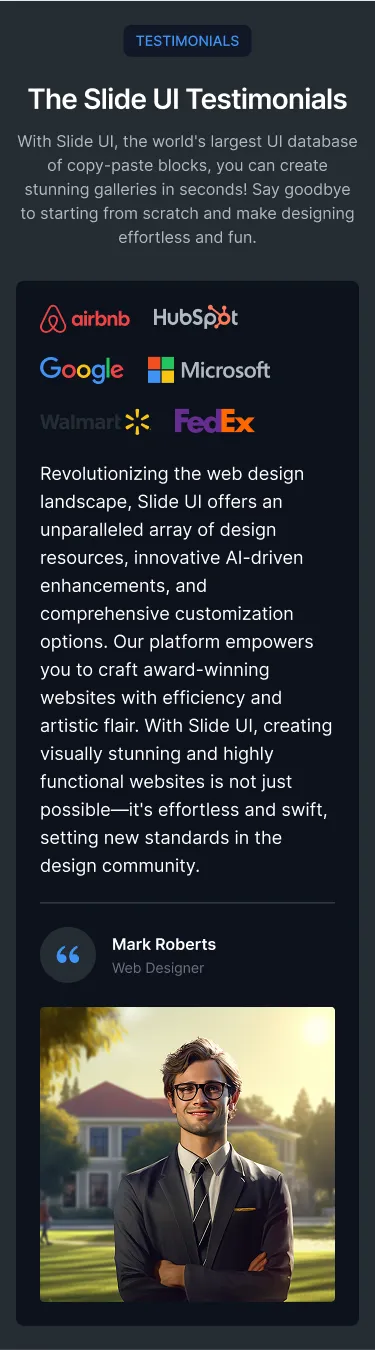 TESTIMONIALS
The Slide UI Testimonials
With Slide UI, the world's largest UI database
of copy-paste blocks, you can create
stunning galleries in seconds! Say goodbye
to starting from scratch and make designing
effortless and fun.
airbnb HubSpot
Google Microsoft
Walmart FedEx
Revolutionizing the web design
landscape, Slide UI offers an
unparalleled array of design
resources, innovative AI-driven
enhancements, and
comprehensive customization
options. Our platform empowers
you to craft award-winning
websites with efficiency and
artistic flair. With Slide UI, creating
visually stunning and highly
functional websites is not just
possible—it's effortless and swift,
setting new standards in the
design community.
Mark Roberts
Web Designer